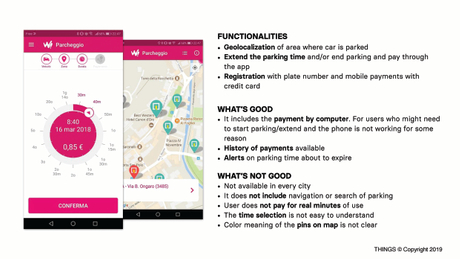 Parcheggio
Parcheggio
30m
40m
8:40
16 mar 2018
0,85 €
- Via B. Ongaro (3485)
CONFERMA
FUNCTIONALITIES
• Geolocalization of area where car is parked
• Extend the parking time and/or end parking and pay through
the app
• Registration with plate number and mobile payments with
credit card
WHAT'S GOOD
• It includes the payment by computer. For users who might need
to start parking/extend and the phone is not working for some
reason
• History of payments available
• Alerts on parking time about to expire
WHAT'S NOT GOOD
• Not available in every city
• It does not include navigation or search of parking
• User does not pay for real minutes of use
• The time selection is not easy to understand
• Color meaning of the pins on map is not clear
THINGS © Copyright 2019